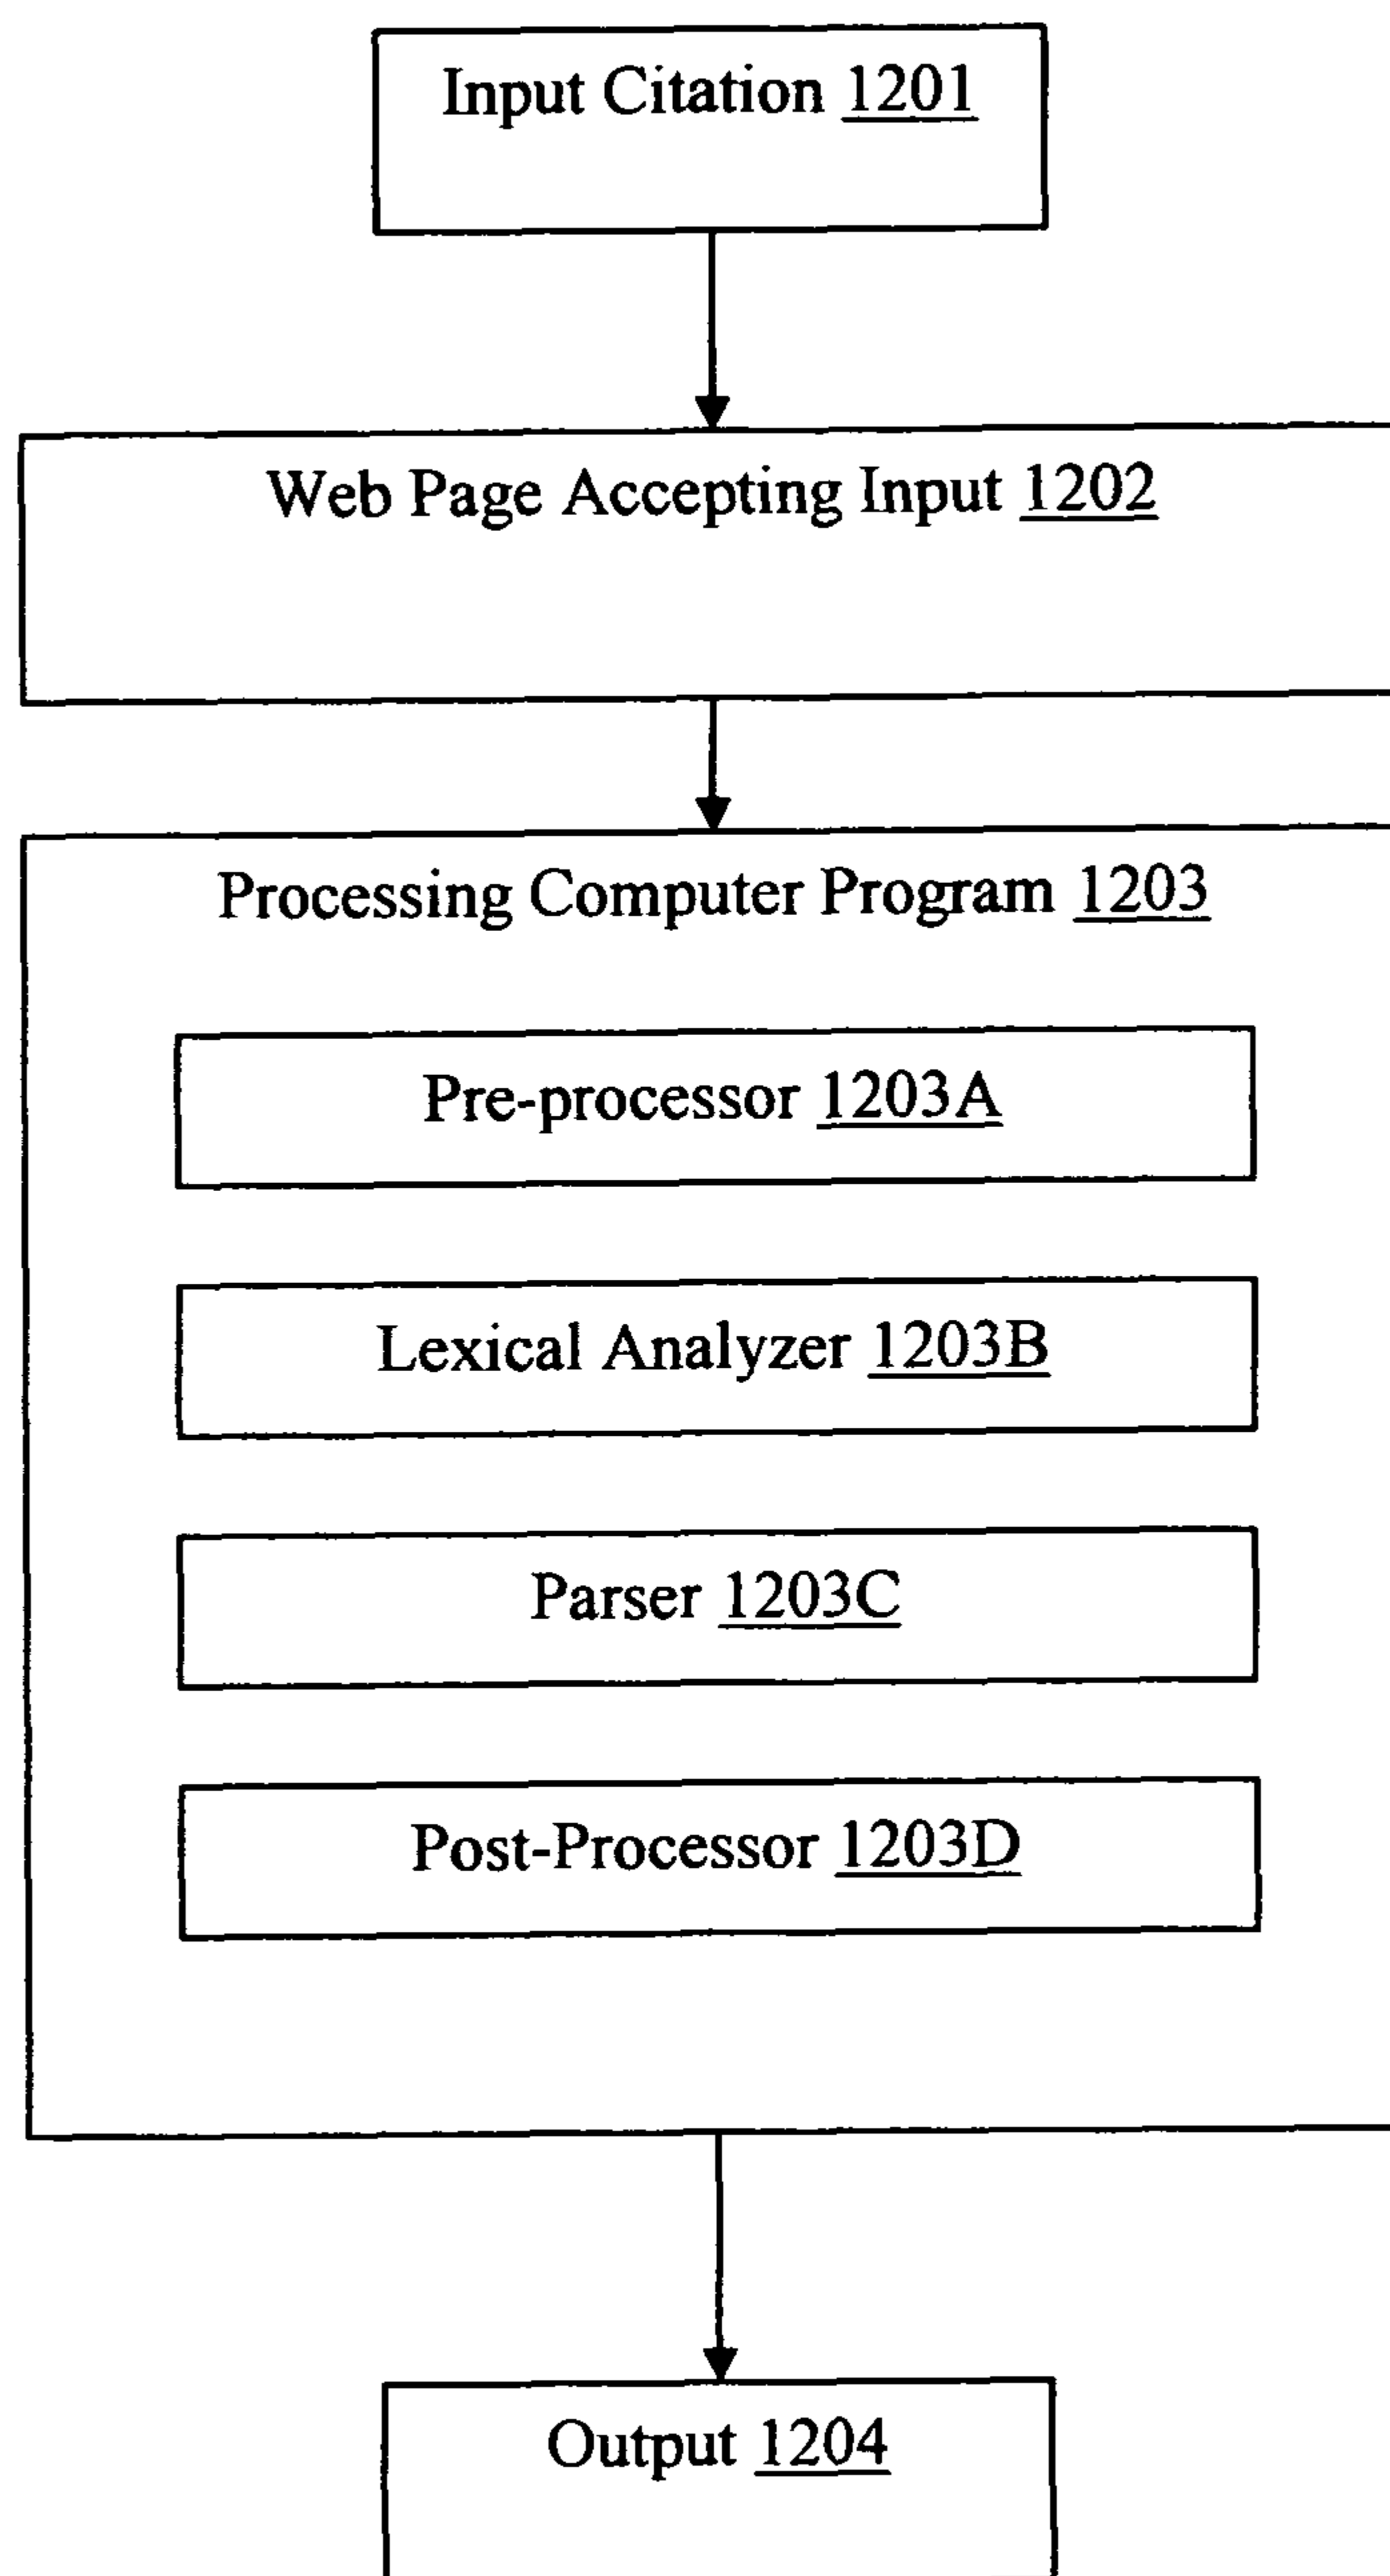 Input Citation 1201
Web Page Accepting Input 1202
Processing Computer Program 1203
Pre-processor 1203A
Lexical Analyzer 1203B
Parser 1203C
Post-Processor 1203D
Output 1204